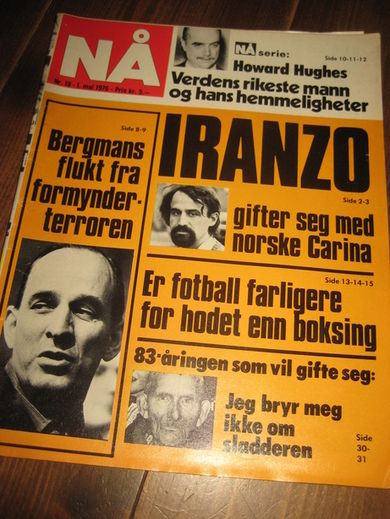 NÅ
Nr. 18 - 1. mai 1976 - Pris kr. 5.—
NÅ serie:
Side 10-11-12
Howard Hughes
Verdens rikeste mann
og hans hemmeligheter
Side 8-9
Bergmans
flukt fra
formynder-
terroren
IRANZO
Side 2-3
gifter seg med
norske Carina
Side 13-14-15
Er fotball farligere
for hodet enn boksing
83-åringen som vil gifte seg:
Jeg bryr meg
ikke om
sladderen
Side
30-
31